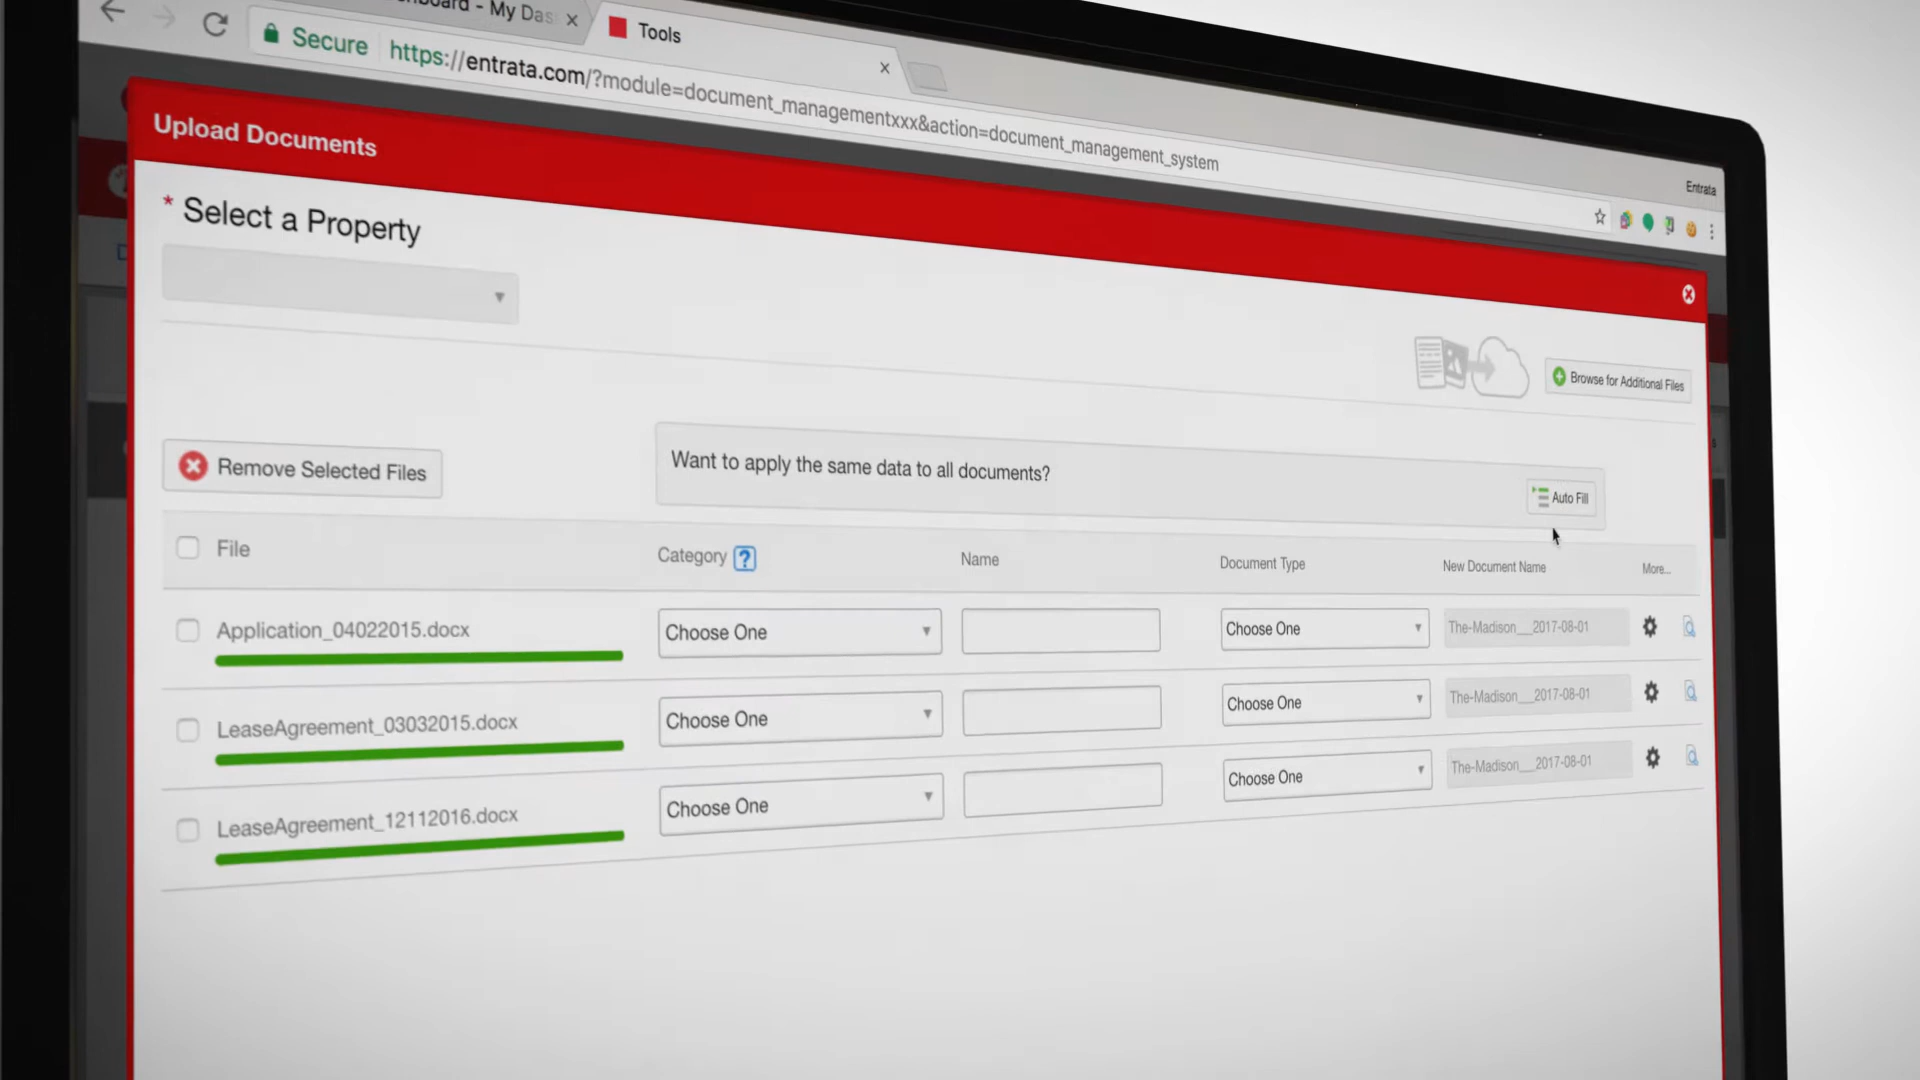 - My Das
Tools
Secure
https://entrata.com/?module=document_managementxxx&action=document_management_system
Entrata
Upload Documents
* Select a Property
Browse for Additional Files
Remove Selected Files
Want to apply the same data to all documents?
Auto Fill
File
Category ?
Name
Document Type
New Document Name
More...
Application_04022015.docx
Choose One
Choose One
The-Madison___2017-08-01
LeaseAgreement_03032015.docx
Choose One
Choose One
The-Madison___2017-08-01
LeaseAgreement_12112016.docx
Choose One
Choose One
The-Madison___2017-08-01